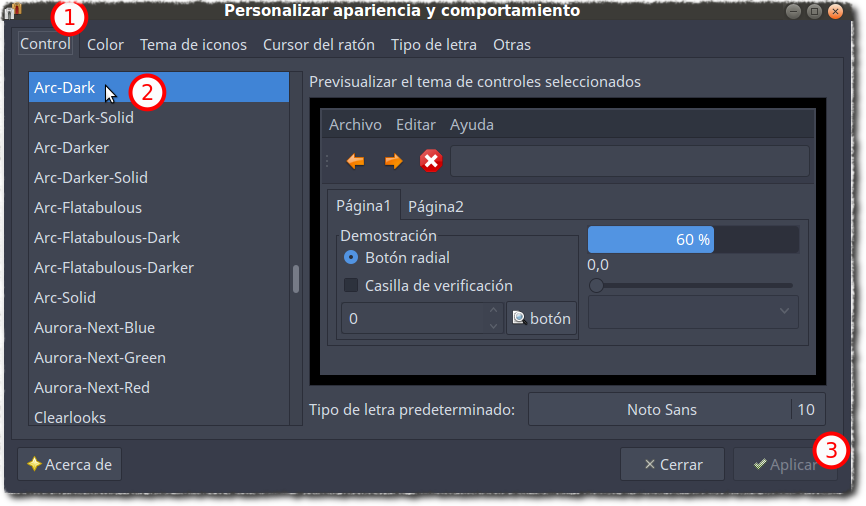 Personalizar apariencia y comportamiento
1
Control Color Tema de iconos Cursor del ratón Tipo de letra Otras
Arc-Dark
2
Arc-Dark-Solid
Arc-Darker
Arc-Darker-Solid
Arc-Flatabulous
Arc-Flatabulous-Dark
Arc-Flatabulous-Darker
Arc-Solid
Aurora-Next-Blue
Aurora-Next-Green
Aurora-Next-Red
Clearlooks
Previsualizar el tema de controles seleccionados
Archivo Editar Ayuda
Página1 Página2
Demostración
Botón radial
Casilla de verificación
0 botón
60 %
0,0
Tipo de letra predeterminado: Noto Sans 10
3
Acerca de Cerrar Aplicar